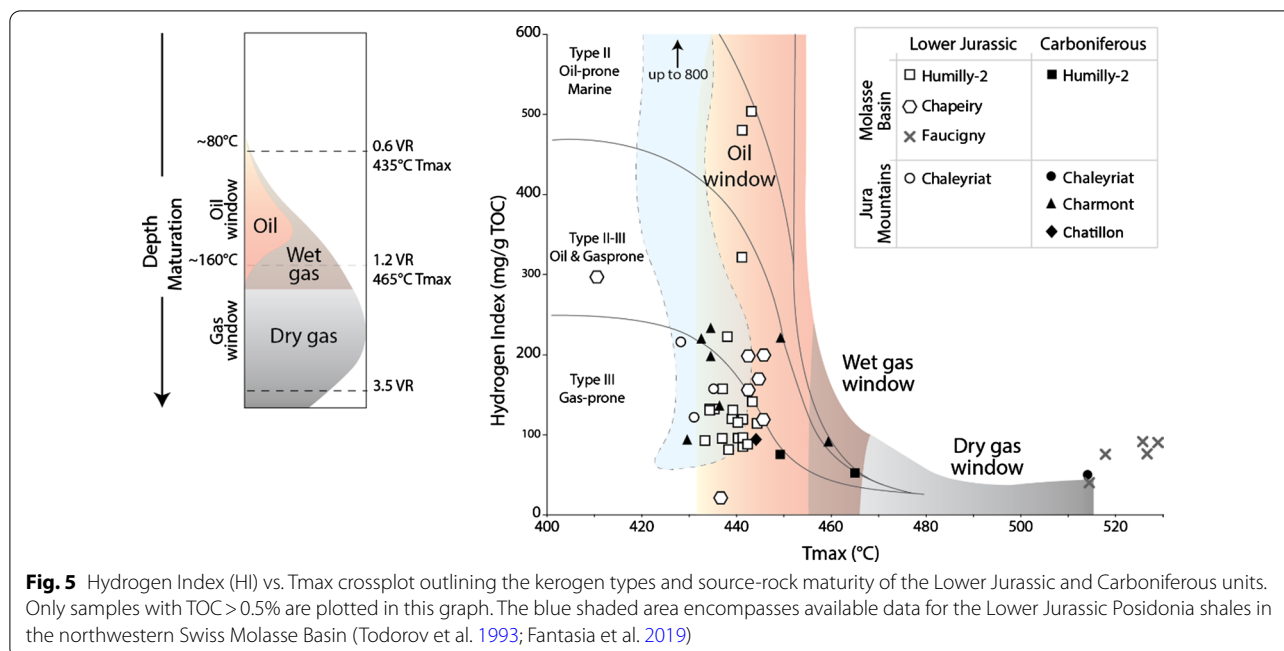 Depth
Maturation
~80°C
~160°C
Oil
window
Gas
window
Oil
Wet
gas
Dry gas
0.6 VR
435°C Tmax
1.2 VR
465°C Tmax
3.5 VR
Hydrogen Index (mg/g TOC)
600
500
400
300
200
100
0
Type II
Oil-prone
Marine
up to 800
Type II-III
Oil & Gasprone
Type III
Gas-prone
Oil
window
Wet gas
window
Dry gas
window
400
420
440
460
480
500
520
Tmax (°C)
Lower Jurassic
Carboniferous
Molasse
Basin
Humilly-2
Humilly-2
Chapeiry
Faucigny
Jura
Mountains
Chaleyriat
Chaleyriat
Charmont
Chatillon
Fig. 5 Hydrogen Index (HI) vs. Tmax crossplot outlining the kerogen types and source-rock maturity of the Lower Jurassic and Carboniferous units.
Only samples with TOC > 0.5% are plotted in this graph. The blue shaded area encompasses available data for the Lower Jurassic Posidonia shales in
the northwestern Swiss Molasse Basin (Todorov et al. 1993; Fantasia et al. 2019)